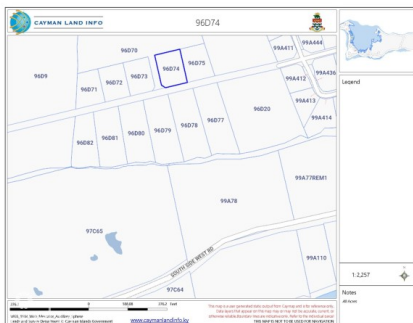 CAYMAN LAND INFO
96D74
96D70
96D75
96D74
96D73
96D72
96D71
96D9
99A411
99A444
99A412
99A436
99A413
99A414
96D20
96D77
96D78
96D79
96D80
96D81
96D82
99A77REM1
99A78
97C65
SOUTH SIDE WEST RD
99A110
97C64
Legend
1:2,257
Notes
www.caymanlandinfo.ky
THIS MAP IS NOT TO BE USED FOR NAVIGATION